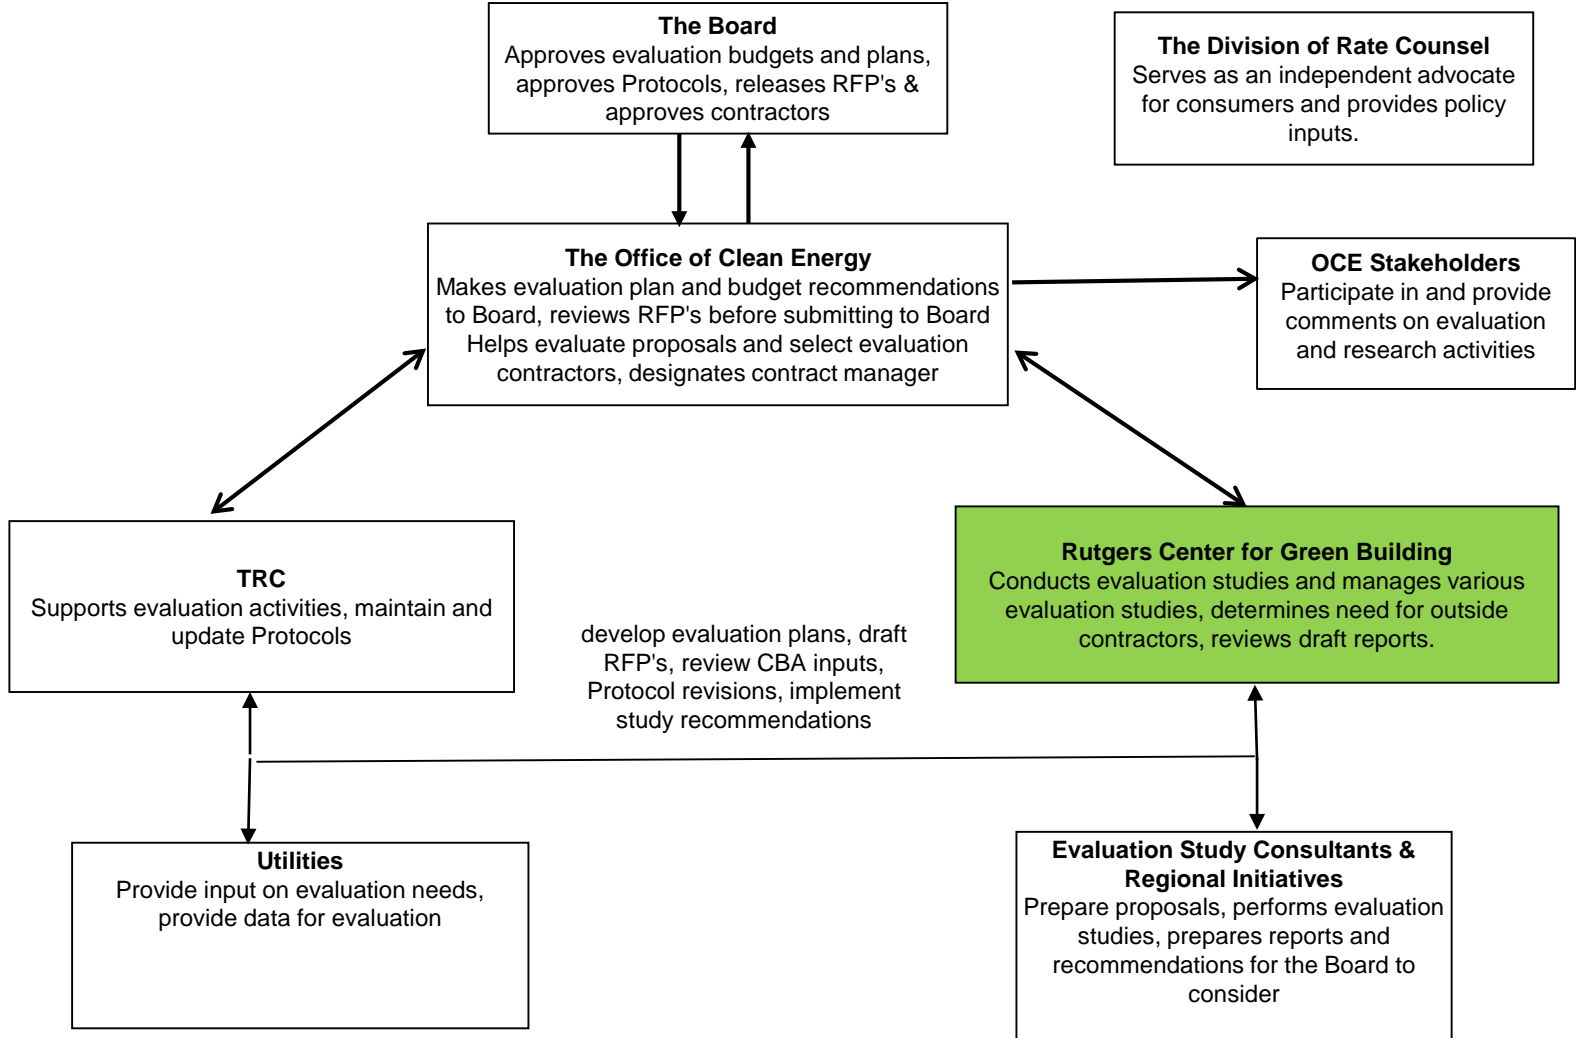 The Board
Approves evaluation budgets and plans,
approves Protocols, releases RFP's &
approves contractors
The Division of Rate Counsel
Serves as an independent advocate
for consumers and provides policy
inputs.
The Office of Clean Energy
Makes evaluation plan and budget recommendations
to Board, reviews RFP's before submitting to Board
Helps evaluate proposals and select evaluation
contractors, designates contract manager
OCE Stakeholders
Participate in and provide
comments on evaluation
and research activities
TRC
Supports evaluation activities, maintain and
update Protocols
Rutgers Center for Green Building
Conducts evaluation studies and manages various
evaluation studies, determines need for outside
contractors, reviews draft reports.
develop evaluation plans, draft
RFP's, review CBA inputs,
Protocol revisions, implement
study recommendations
Utilities
Provide input on evaluation needs,
provide data for evaluation
Evaluation Study Consultants &
Regional Initiatives
Prepare proposals, performs evaluation
studies, prepares reports and
recommendations for the Board to
consider